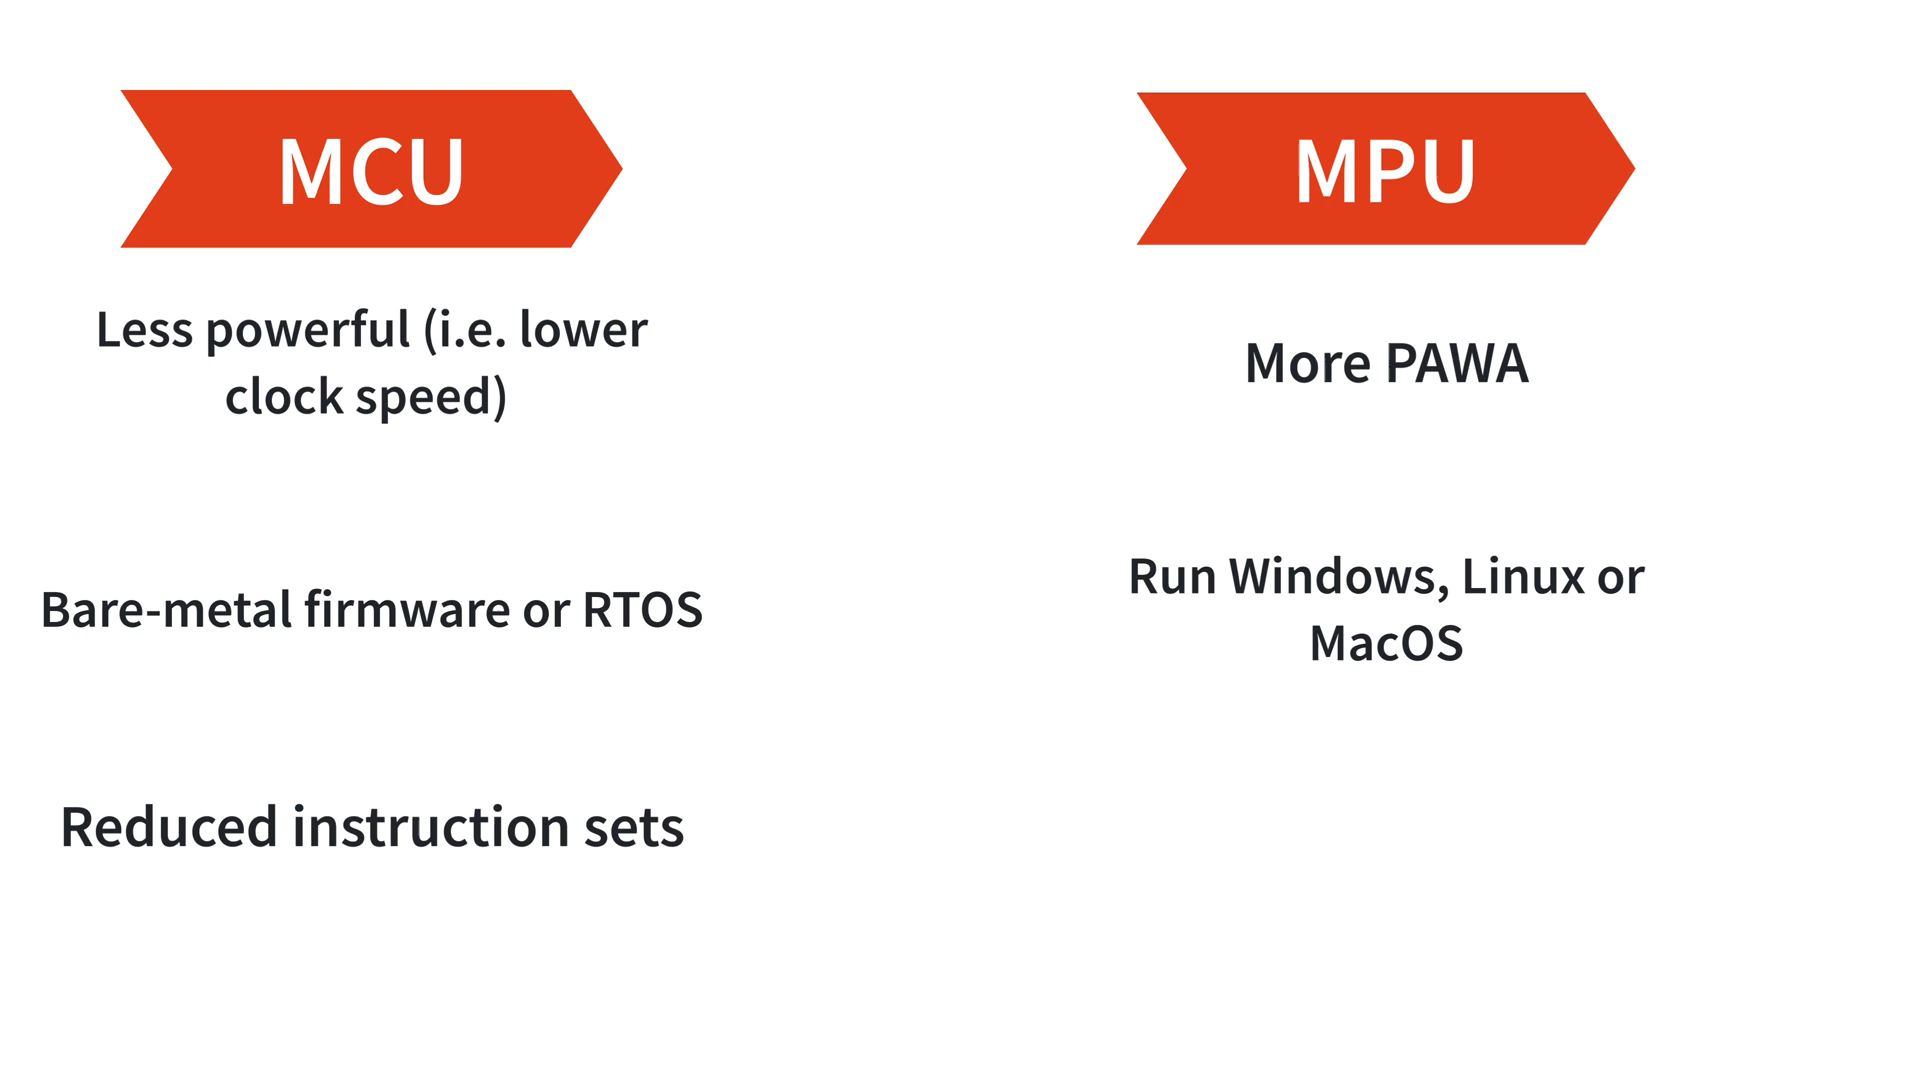 MCU
Less powerful (i.e. lower
clock speed)
Bare-metal firmware or RTOS
Reduced instruction sets
MPU
More PAWA
Run Windows, Linux or
MacOS